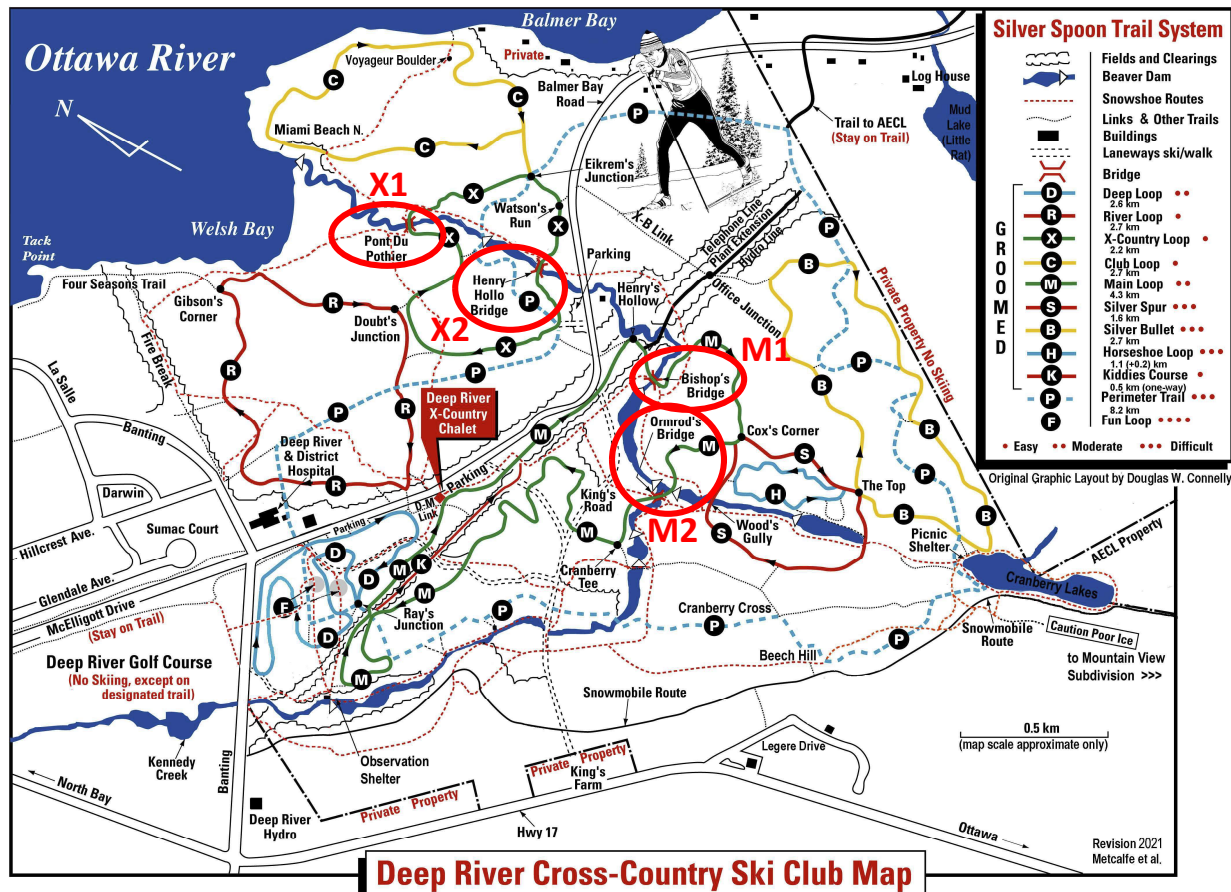 Ottawa River
N
Balmer Bay
Private
Voyageur Boulder
C
C
Miami Beach N.
C
C
Balmer Bay
Road
P
Trail to AECL
(Stay on Trail)
Log House
Mud
Lake
(Little
Rat)
Eikrem's
Junction
X1
X
Watson's
Run
X
X
X-B Link
Telephone Line
Plant Extension
Hydro Line
P
Welsh Bay
Tack
Point
Pont Du
Pothier
Parking
Henry
Hollo
Bridge
P
Henry's
Hollow
Office Junction
B
Private Property No Skiing
Four Seasons Trail
Gibson's
Corner
R
Doubt's
Junction
X2
X
M
M1
B
P
Fire Break
La Salle
R
P
Bishop's
Bridge
B
Deep River
X-Country
Chalet
R
M
Ormrod's
Bridge
M
Cox's Corner
S
B
Banting
Deep River
& District
Hospital
R
Parking
D-M
Link
King's
Road
H
The Top
P
Darwin
Sumac Court
Parking
M
M2
Wood's
Gully
S
B
B
Picnic
Shelter
Hillcrest Ave.
Glendale Ave.
McElligott Drive
(Stay on Trail)
D
D
M
K
F
D
M
Ray's
Junction
P
Cranberry
Tee
Cranberry Cross
P
Cranberry Lakes
AECL Property
Snowmobile
Route
Caution Poor Ice
Beech Hill
P
to Mountain View
Subdivision >>>
Deep River Golf Course
(No Skiing, except on
designated trail)
M
Snowmobile Route
0.5 km
(map scale approximate only)
Kennedy
Creek
Banting
Observation
Shelter
Legere Drive
Private Property
King's
Farm
Private Property
North Bay
Deep River
Hydro
Hwy 17
Ottawa
Revision 2021
Metcalfe et al.
Deep River Cross-Country Ski Club Map
Silver Spoon Trail System
Fields and Clearings
Beaver Dam
Snowshoe Routes
Links & Other Trails
Buildings
Laneways ski/walk
Bridge
GROOMED
D Deep Loop
2.6 km
R River Loop
2.7 km
X X-Country Loop
2.2 km
C Club Loop
2.7 km
M Main Loop
4.3 km
S Silver Spur
1.6 km
B Silver Bullet
2.7 km
H Horseshoe Loop
1.1 (+0.2) km
K Kiddies Course
0.5 km (one-way)
P Perimeter Trail
8.2 km
F Fun Loop
Easy Moderate Difficult
Original Graphic Layout by Douglas W. Connelly